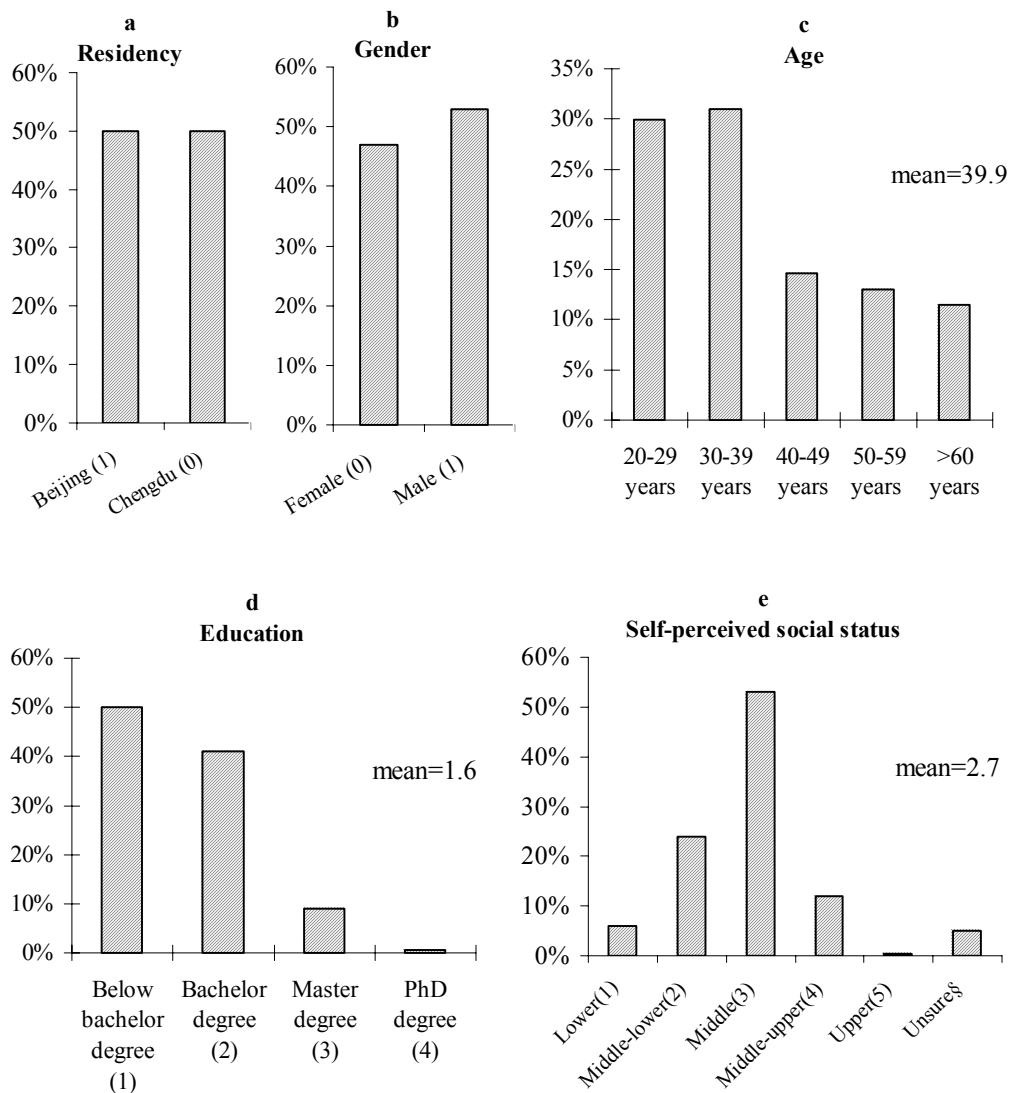 a
Residency
60%
50%
40%
30%
20%
10%
0%
Beijing (1)
Chengdu (0)
b
Gender
60%
50%
40%
30%
20%
10%
0%
Female (0)
Male (1)
c
Age
35%
30%
25%
20%
15%
10%
5%
0%
mean=39.9
20-29
years
30-39
years
40-49
years
50-59
years
>60
years
d
Education
60%
50%
40%
30%
20%
10%
0%
mean=1.6
Below
bachelor
degree
(1)
Bachelor
degree
(2)
Master
degree
(3)
PhD
degree
(4)
e
Self-perceived social status
60%
50%
40%
30%
20%
10%
0%
mean=2.7
Lower(1)
Middle-lower(2)
Middle(3)
Middle-upper(4)
Upper(5)
Unsure§